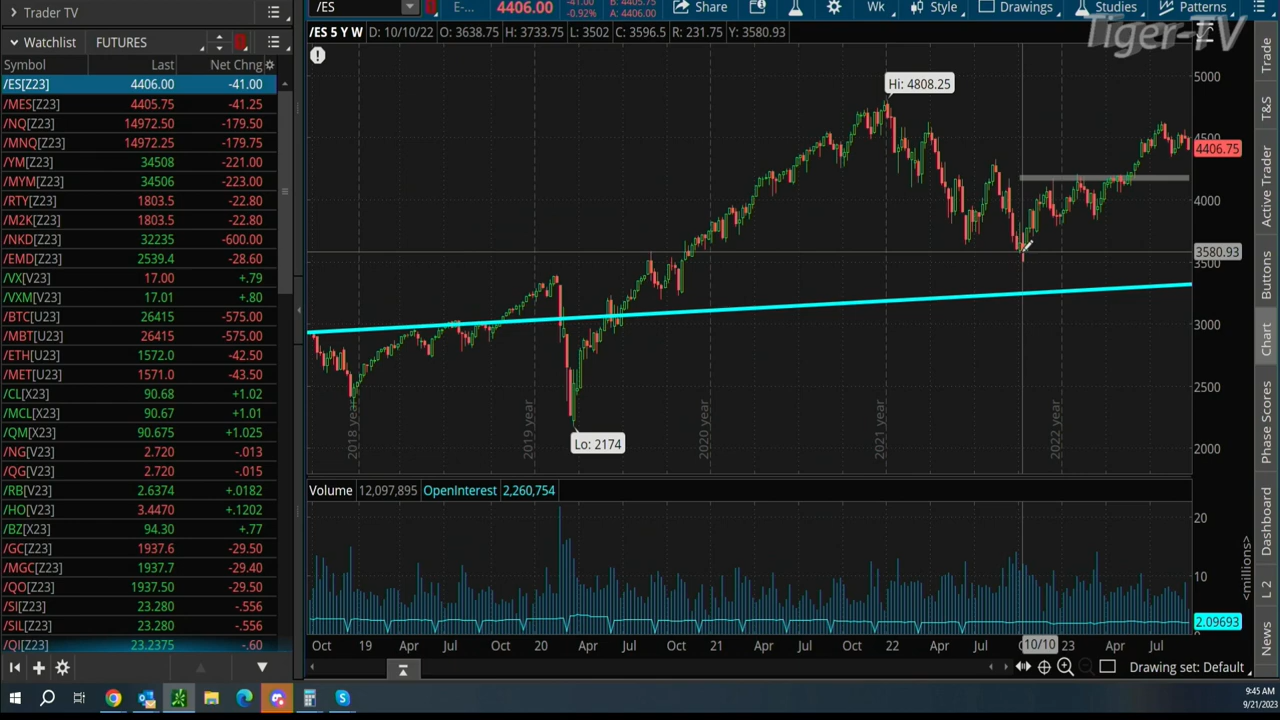 Trader TV
/ES
E-...
4406.00
-41.00
-0.92%
B: 4405.75
A: 4406.00
Share
Wk
Style
Drawings
Studies
Patterns
Tiger-TV
Watchlist FUTURES
Symbol Last Net Chng
/ES[Z23] 4406.00 -41.00
/MES[Z23] 4405.75 -41.25
/NQ[Z23] 14972.50 -179.50
/MNQ[Z23] 14972.25 -179.75
/YM[Z23] 34508 -221.00
/MYM[Z23] 34506 -223.00
/RTY[Z23] 1803.5 -22.80
/M2K[Z23] 1803.5 -22.80
/NKD[Z23] 32235 -600.00
/EMD[Z23] 2539.4 -28.60
/VX[V23] 17.00 +.79
/VXM[V23] 17.01 +.80
/BTC[U23] 26415 -575.00
/MBT[U23] 26415 -575.00
/ETH[U23] 1572.0 -42.50
/MET[U23] 1571.0 -43.50
/CL[X23] 90.68 +1.02
/MCL[X23] 90.67 +1.01
/QM[X23] 90.675 +1.025
/NG[V23] 2.720 -.013
/QG[V23] 2.720 -.015
/RB[V23] 2.6374 +.0182
/HO[V23] 3.4470 +.1202
/BZ[X23] 94.30 +.77
/GC[Z23] 1937.6 -29.50
/MGC[Z23] 1937.7 -29.40
/QO[Z23] 1937.50 -29.50
/SI[Z23] 23.280 -.556
/SIL[Z23] 23.280 -.556
/QI[Z23] 23.2375 -.60
/ES 5 Y W D: 10/10/22 O: 3638.75 H: 3733.75 L: 3502 C: 3596.5 R: 231.75 Y: 3580.93
Hi: 4808.25
Lo: 2174
5000
4500
4406.75
4000
3580.93
3500
3000
2500
2000
2018 year
2019 year
2020 year
2021 year
2022 year
Volume 12,097,895 OpenInterest 2,260,754
20
10
<millions>
2.09693
Oct 19 Apr Jul Oct 20 Apr Jul Oct 21 Apr Jul Oct 22 Apr Jul 10/10 23 Apr Jul
Drawing set: Default
Trade
T&S
Active Trader
Buttons
Chart
Phase Scores
Dashboard
L 2
News
9:45 AM
9/21/2023